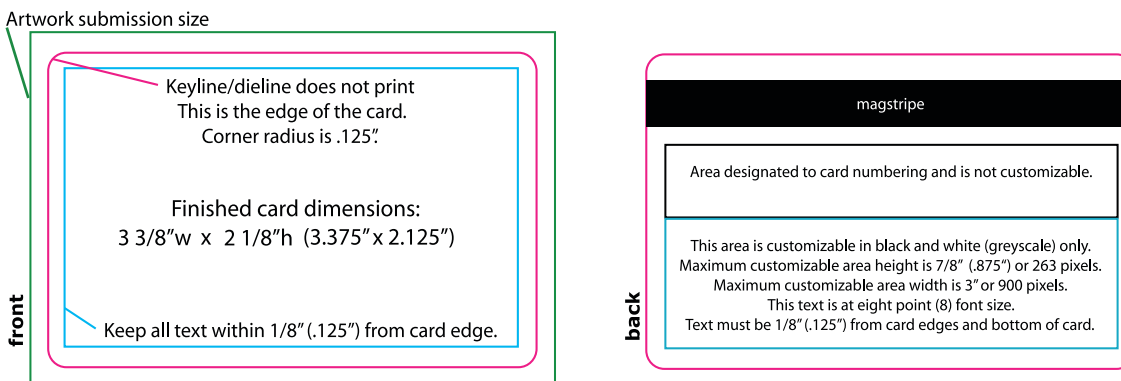 Artwork submission size
Keyline/dieline does not print
This is the edge of the card.
Corner radius is .125”.
Finished card dimensions:
3 3/8”w x 2 1/8”h (3.375” x 2.125”)
Keep all text within 1/8” (.125”) from card edge.
front
magstripe
Area designated to card numbering and is not customizable.
This area is customizable in black and white (greyscale) only.
Maximum customizable area height is 7/8” (.875“) or 263 pixels.
Maximum customizable area width is 3” or 900 pixels.
This text is at eight point (8) font size.
Text must be 1/8” (.125”) from card edges and bottom of card.
back